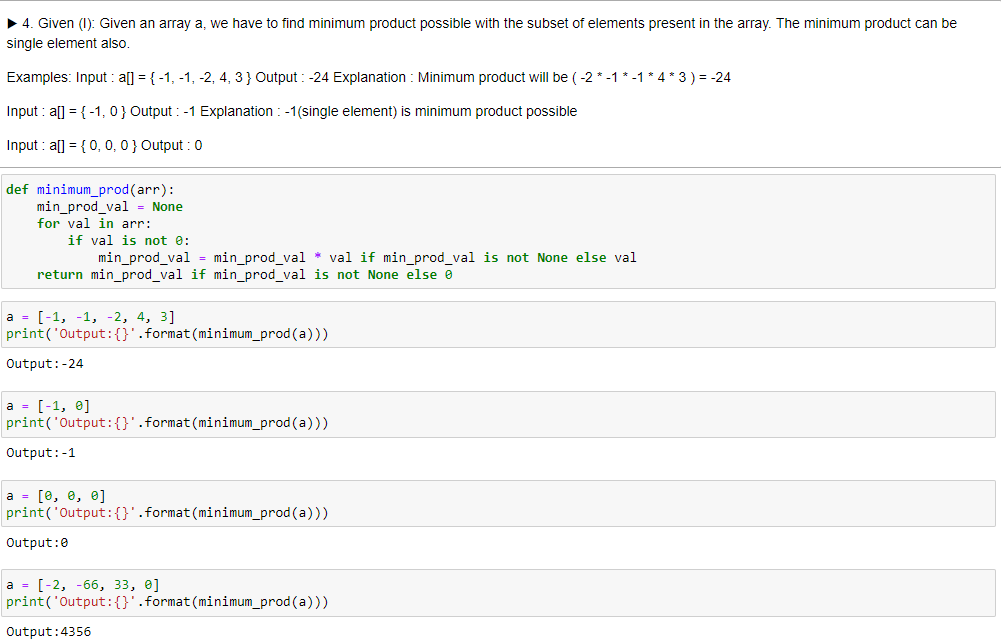 ▶ 4. Given (I): Given an array a, we have to find minimum product possible with the subset of elements present in the array. The minimum product can be
single element also.
Examples: Input : a[] = { -1, -1, -2, 4, 3 } Output : -24 Explanation : Minimum product will be ( -2 * -1 * -1 * 4 * 3 ) = -24
Input : a[] = { -1, 0 } Output : -1 Explanation : -1(single element) is minimum product possible
Input : a[] = { 0, 0, 0 } Output : 0
def minimum_prod(arr):
    min_prod_val = None
    for val in arr:
        if val is not 0:
            min_prod_val = min_prod_val * val if min_prod_val is not None else val
    return min_prod_val if min_prod_val is not None else 0
a = [-1, -1, -2, 4, 3]
print('Output:{}'.format(minimum_prod(a)))
Output:-24
a = [-1, 0]
print('Output:{}'.format(minimum_prod(a)))
Output:-1
a = [0, 0, 0]
print('Output:{}'.format(minimum_prod(a)))
Output:0
a = [-2, -66, 33, 0]
print('Output:{}'.format(minimum_prod(a)))
Output:4356